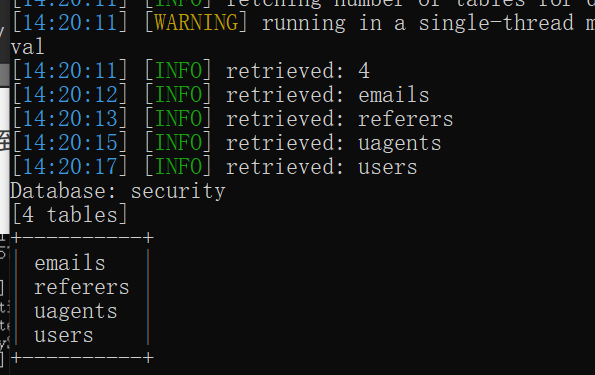 [14:20:11] [INFO] fetching number of tables for d
[14:20:11] [WARNING] running in a single-thread m
val
[14:20:11] [INFO] retrieved: 4
[14:20:12] [INFO] retrieved: emails
[14:20:13] [INFO] retrieved: referers
[14:20:15] [INFO] retrieved: uagents
[14:20:17] [INFO] retrieved: users
Database: security
[4 tables]
+----------+
| emails   |
| referers |
| uagents  |
| users    |
+----------+